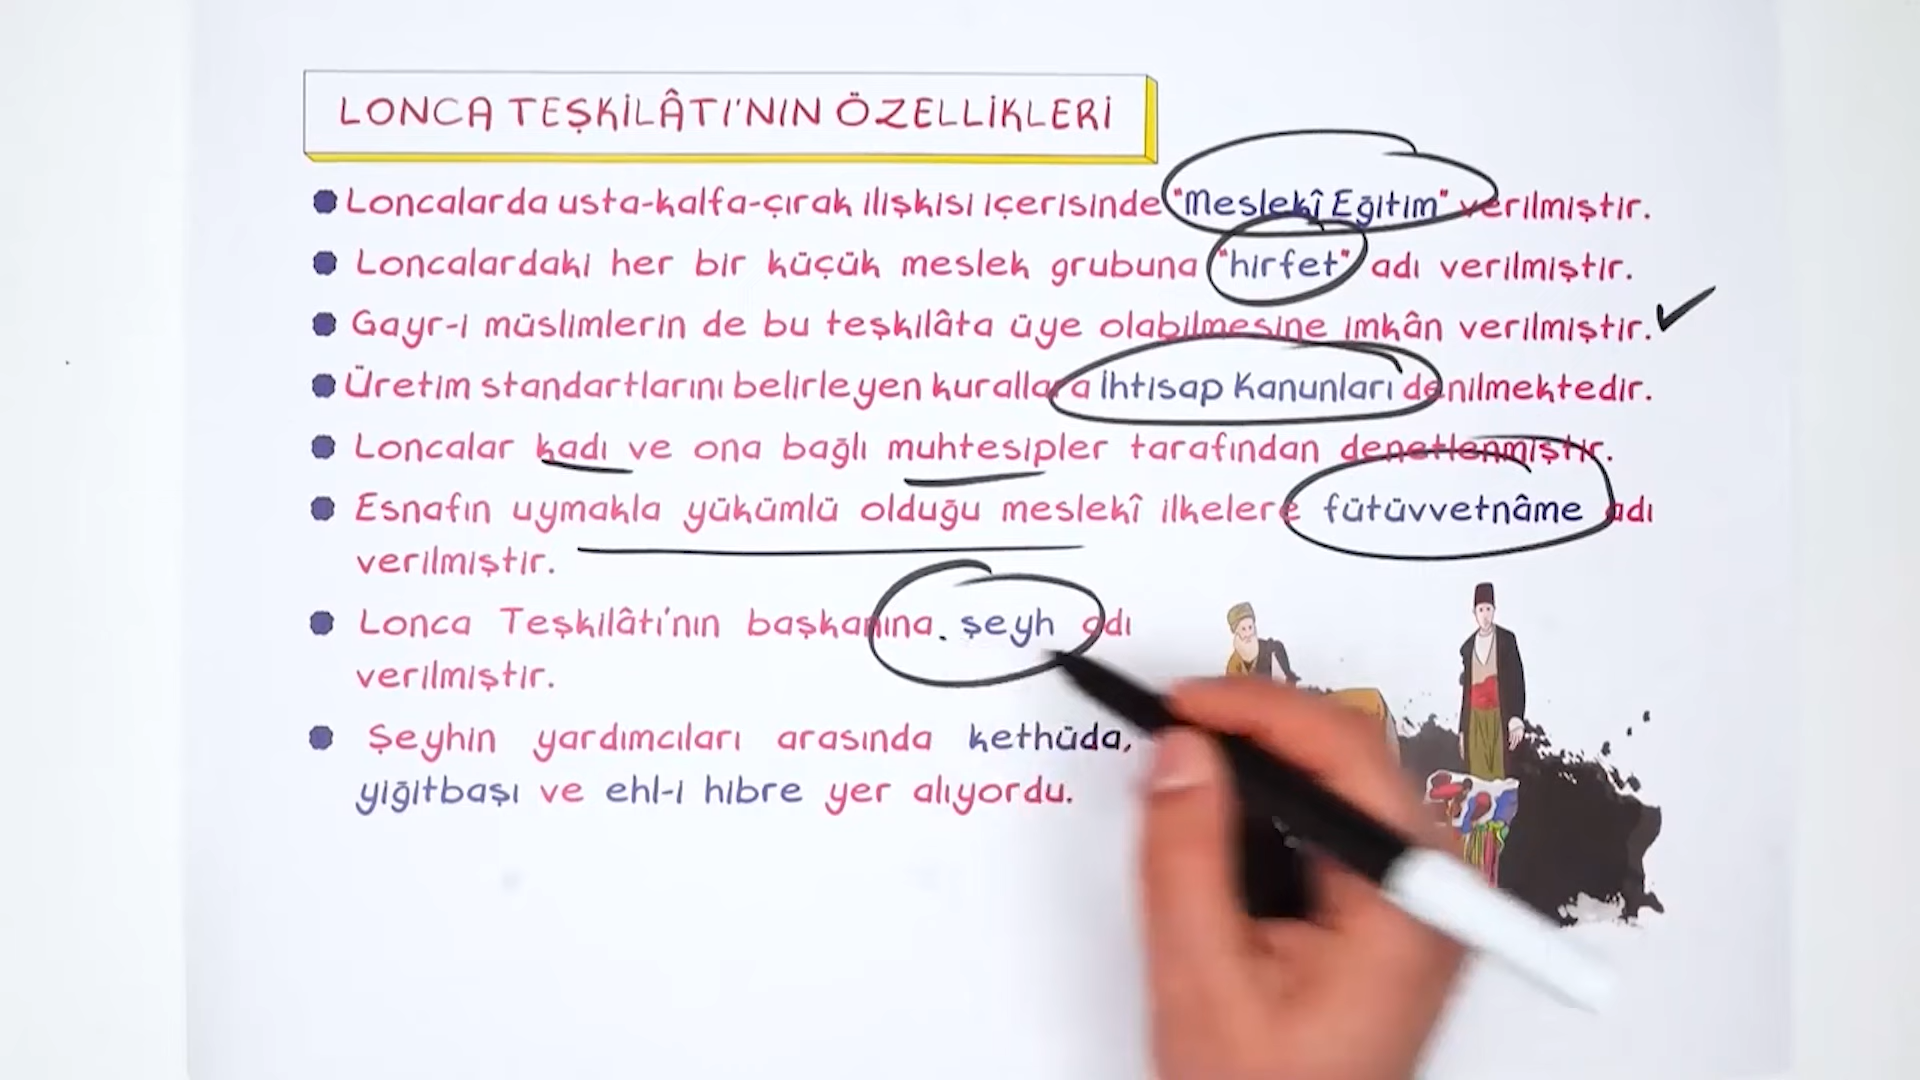 LONCA TEŞKİLÂTI'NIN ÖZELLİKLERİ
Loncalarda usta-kalfa-çırak ilişkisi içerisinde "Meslekî Eğitim" verilmiştir.
Loncalardaki her bir küçük meslek grubuna "hirfet" adı verilmiştir.
Gayr-i müslimlerin de bu teşkilâta üye olabilmesine imkân verilmiştir.
Üretim standartlarını belirleyen kurallara İhtisap Kanunları denilmektedir.
Loncalar kadı ve ona bağlı muhtesipler tarafından denetlenmiştir.
Esnafın uymakla yükümlü olduğu meslekî ilkelere fütüvvetnâme adı
verilmiştir.
Lonca Teşkilâtı'nın başkanına şeyh adı
verilmiştir.
Şeyhin yardımcıları arasında kethüda,
yiğitbaşı ve ehl-i hibre yer alıyordu.